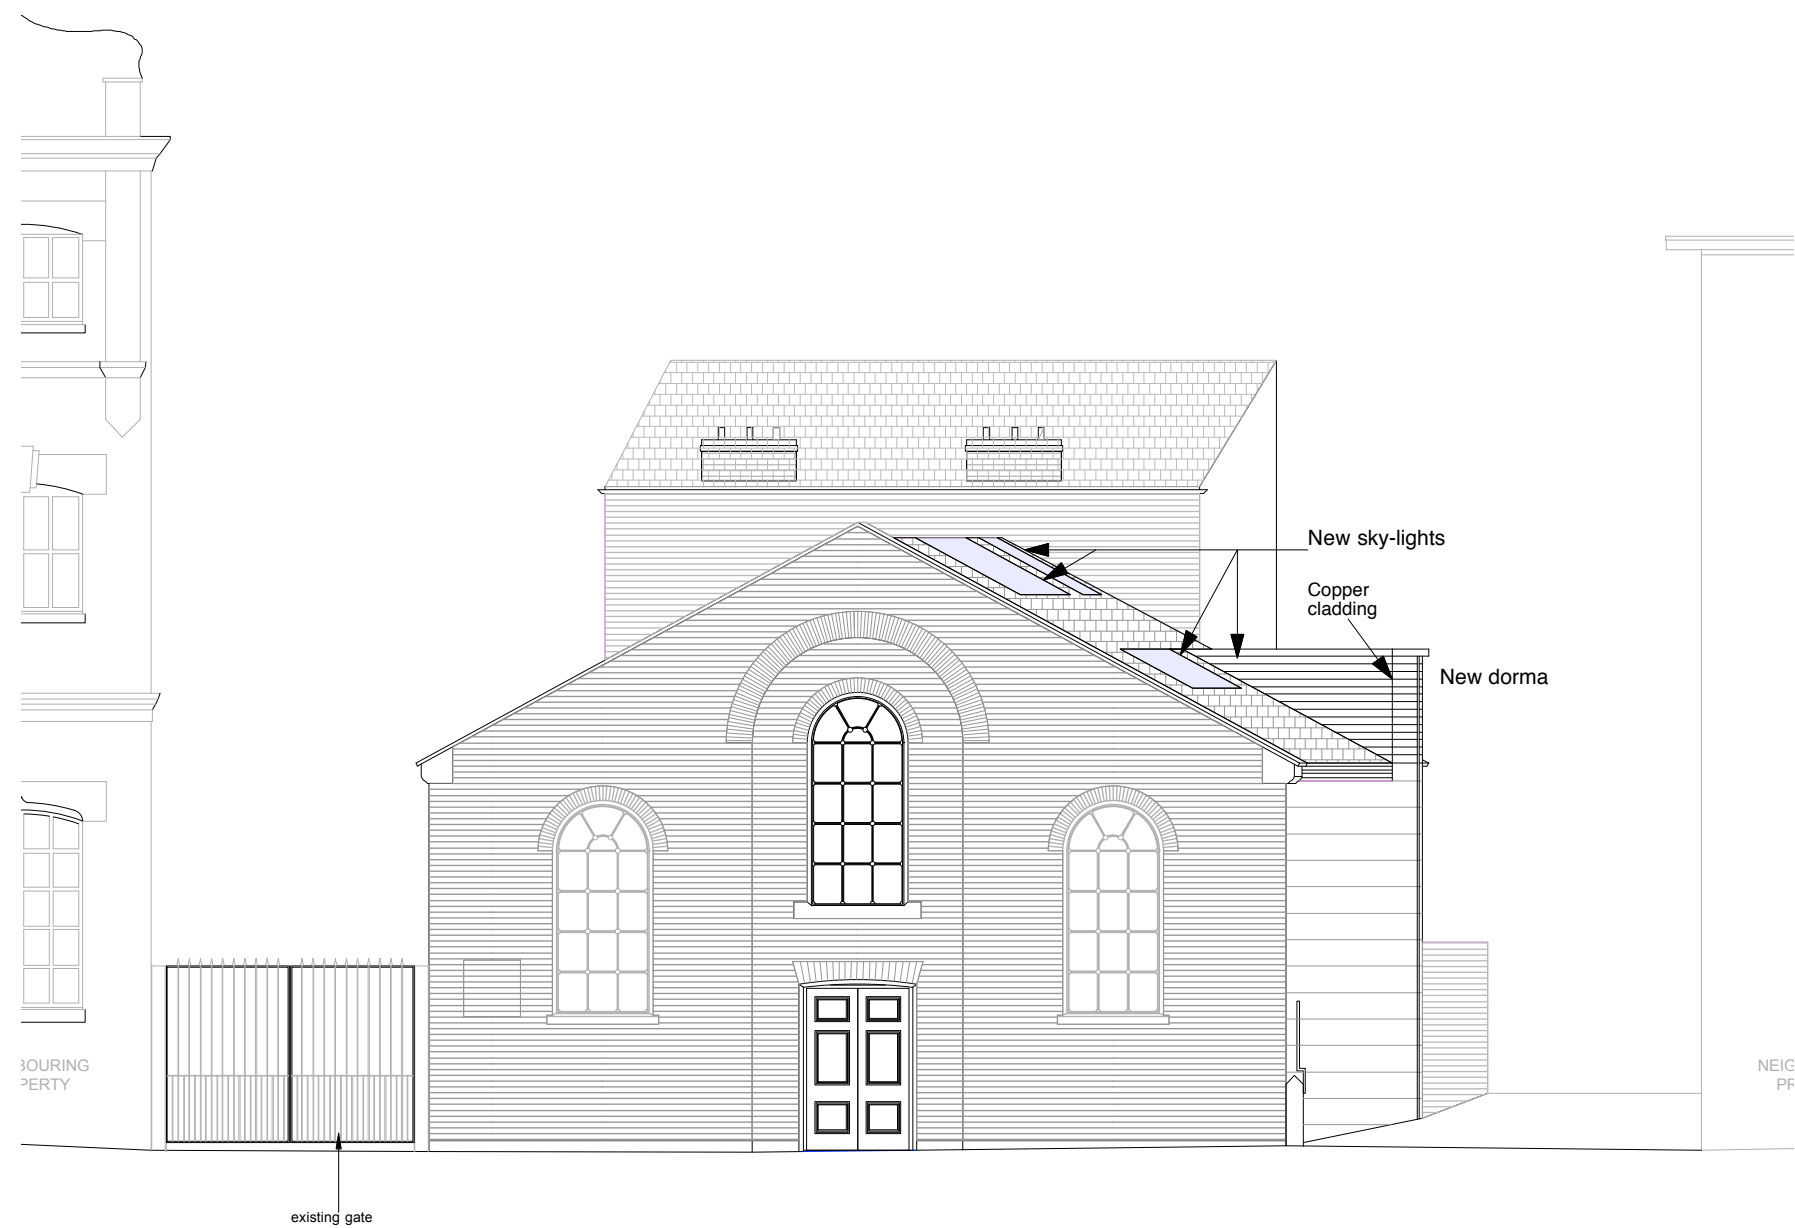 New sky-lights
Copper
cladding
New dorma
BOURING
PERTY
NEIG
PR
existing gate